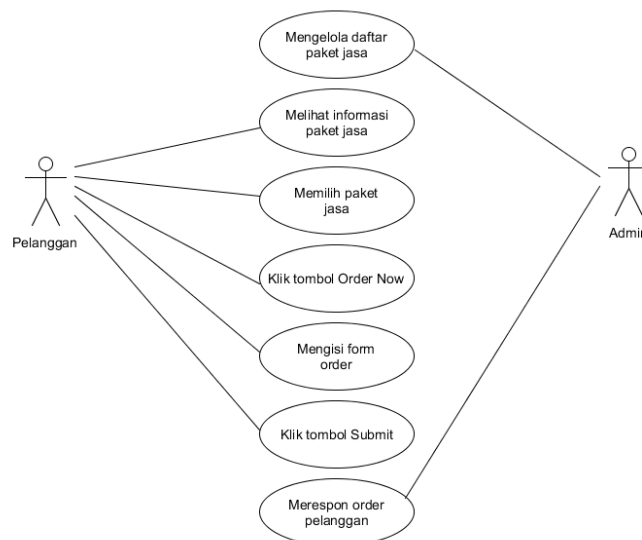 Mengelola daftar
paket jasa
Melihat informasi
paket jasa
Memilih paket
jasa
Pelanggan
Admin
Klik tombol Order Now
Mengisi form
order
Klik tombol Submit
Merespon order
pelanggan